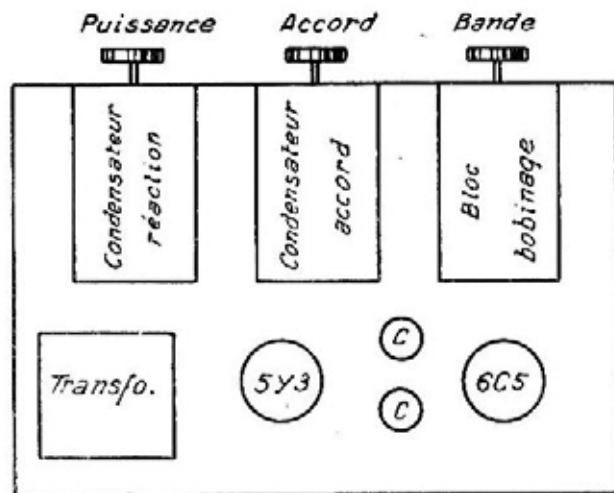 Puissance Accord Bande
Condensateur
réaction
Condensateur
accord
Bloc
bobinage
Transfo.
5Y3
C
C
6C5